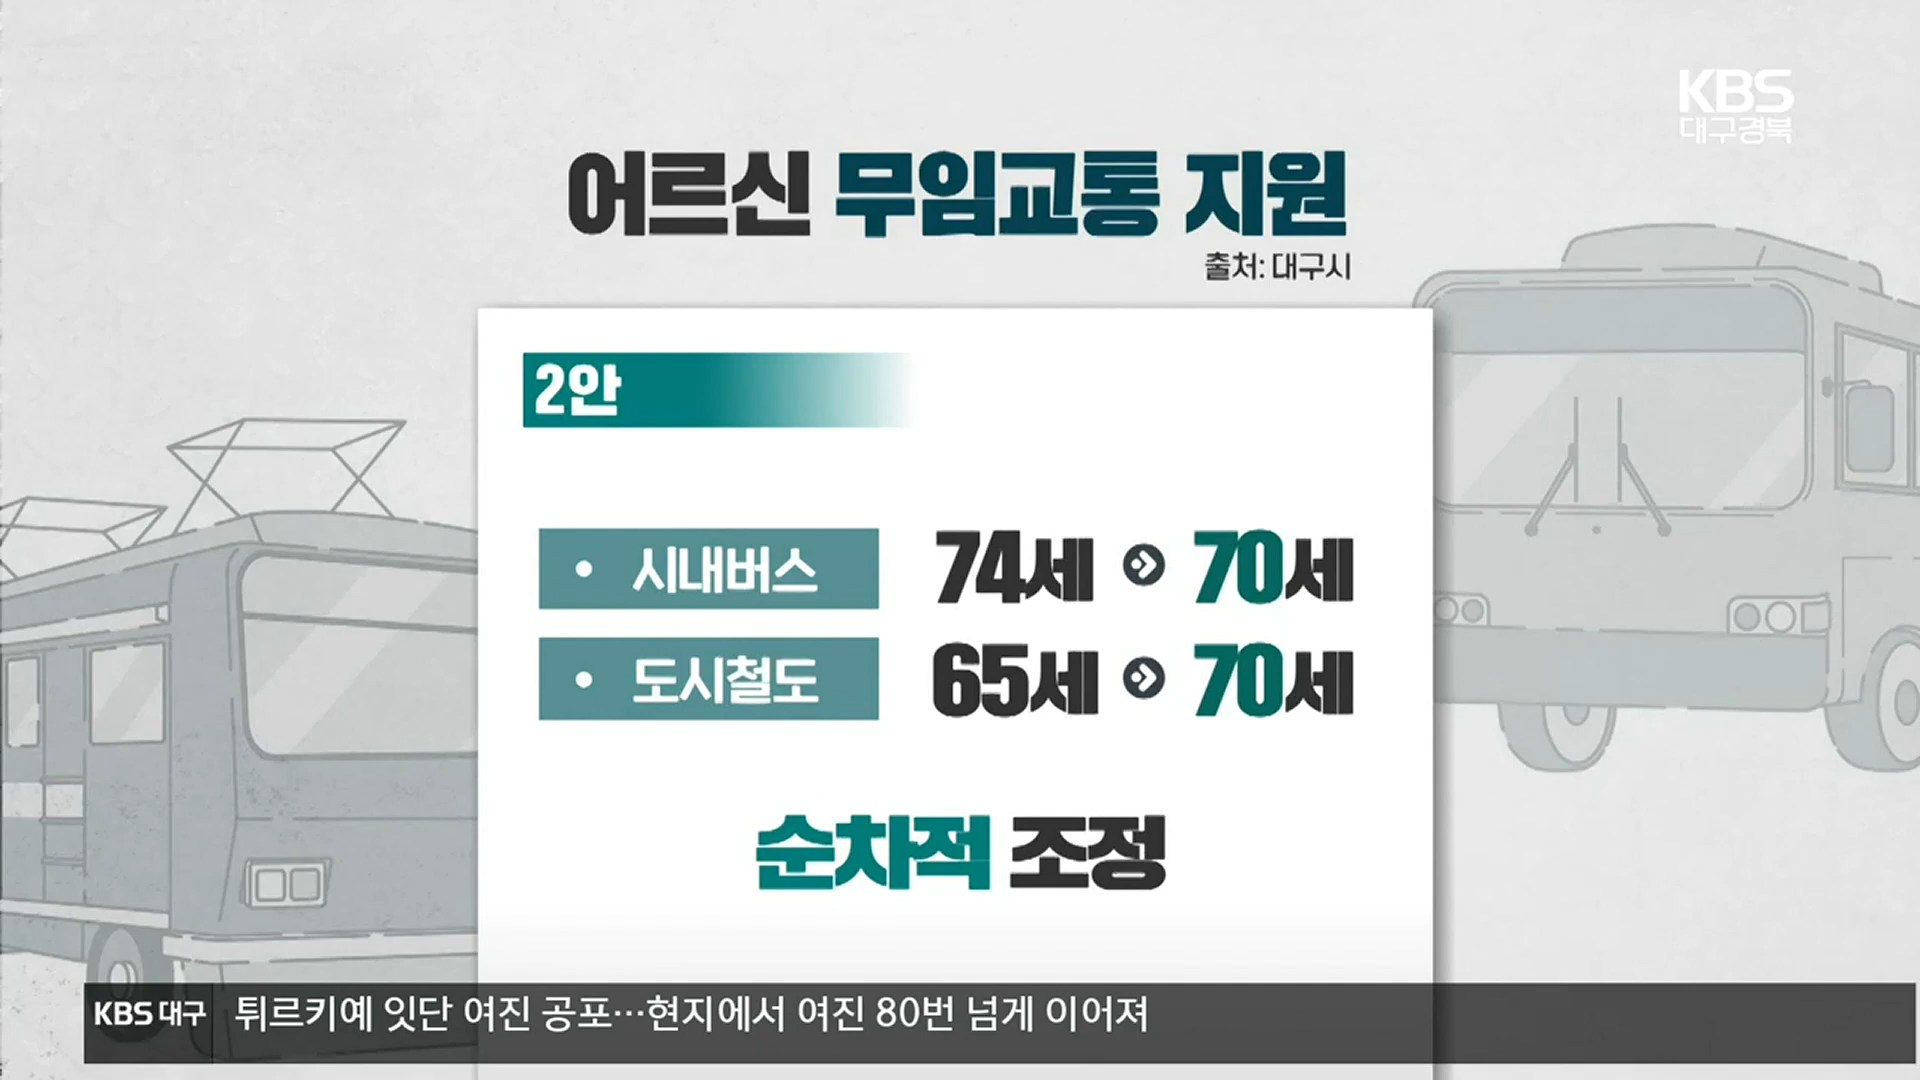 KBS
대구경북
어르신 무임교통 지원
출처: 대구시
2안
• 시내버스 74세 70세
• 도시철도 65세 70세
순차적 조정
KBS 대구 튀르키예 잇단 여진 공포…현지에서 여진 80번 넘게 이어져